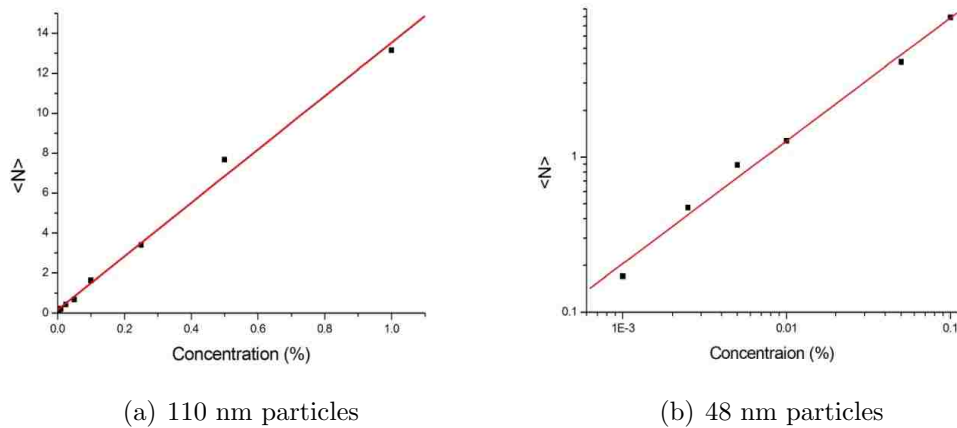 14
12
10
8
6
4
2
0
<N>
0.0 0.2 0.4 0.6 0.8 1.0
Concentration (%)
(a) 110 nm particles
1
0.1
<N>
1E-3 0.01 0.1
Concentraion (%)
(b) 48 nm particles